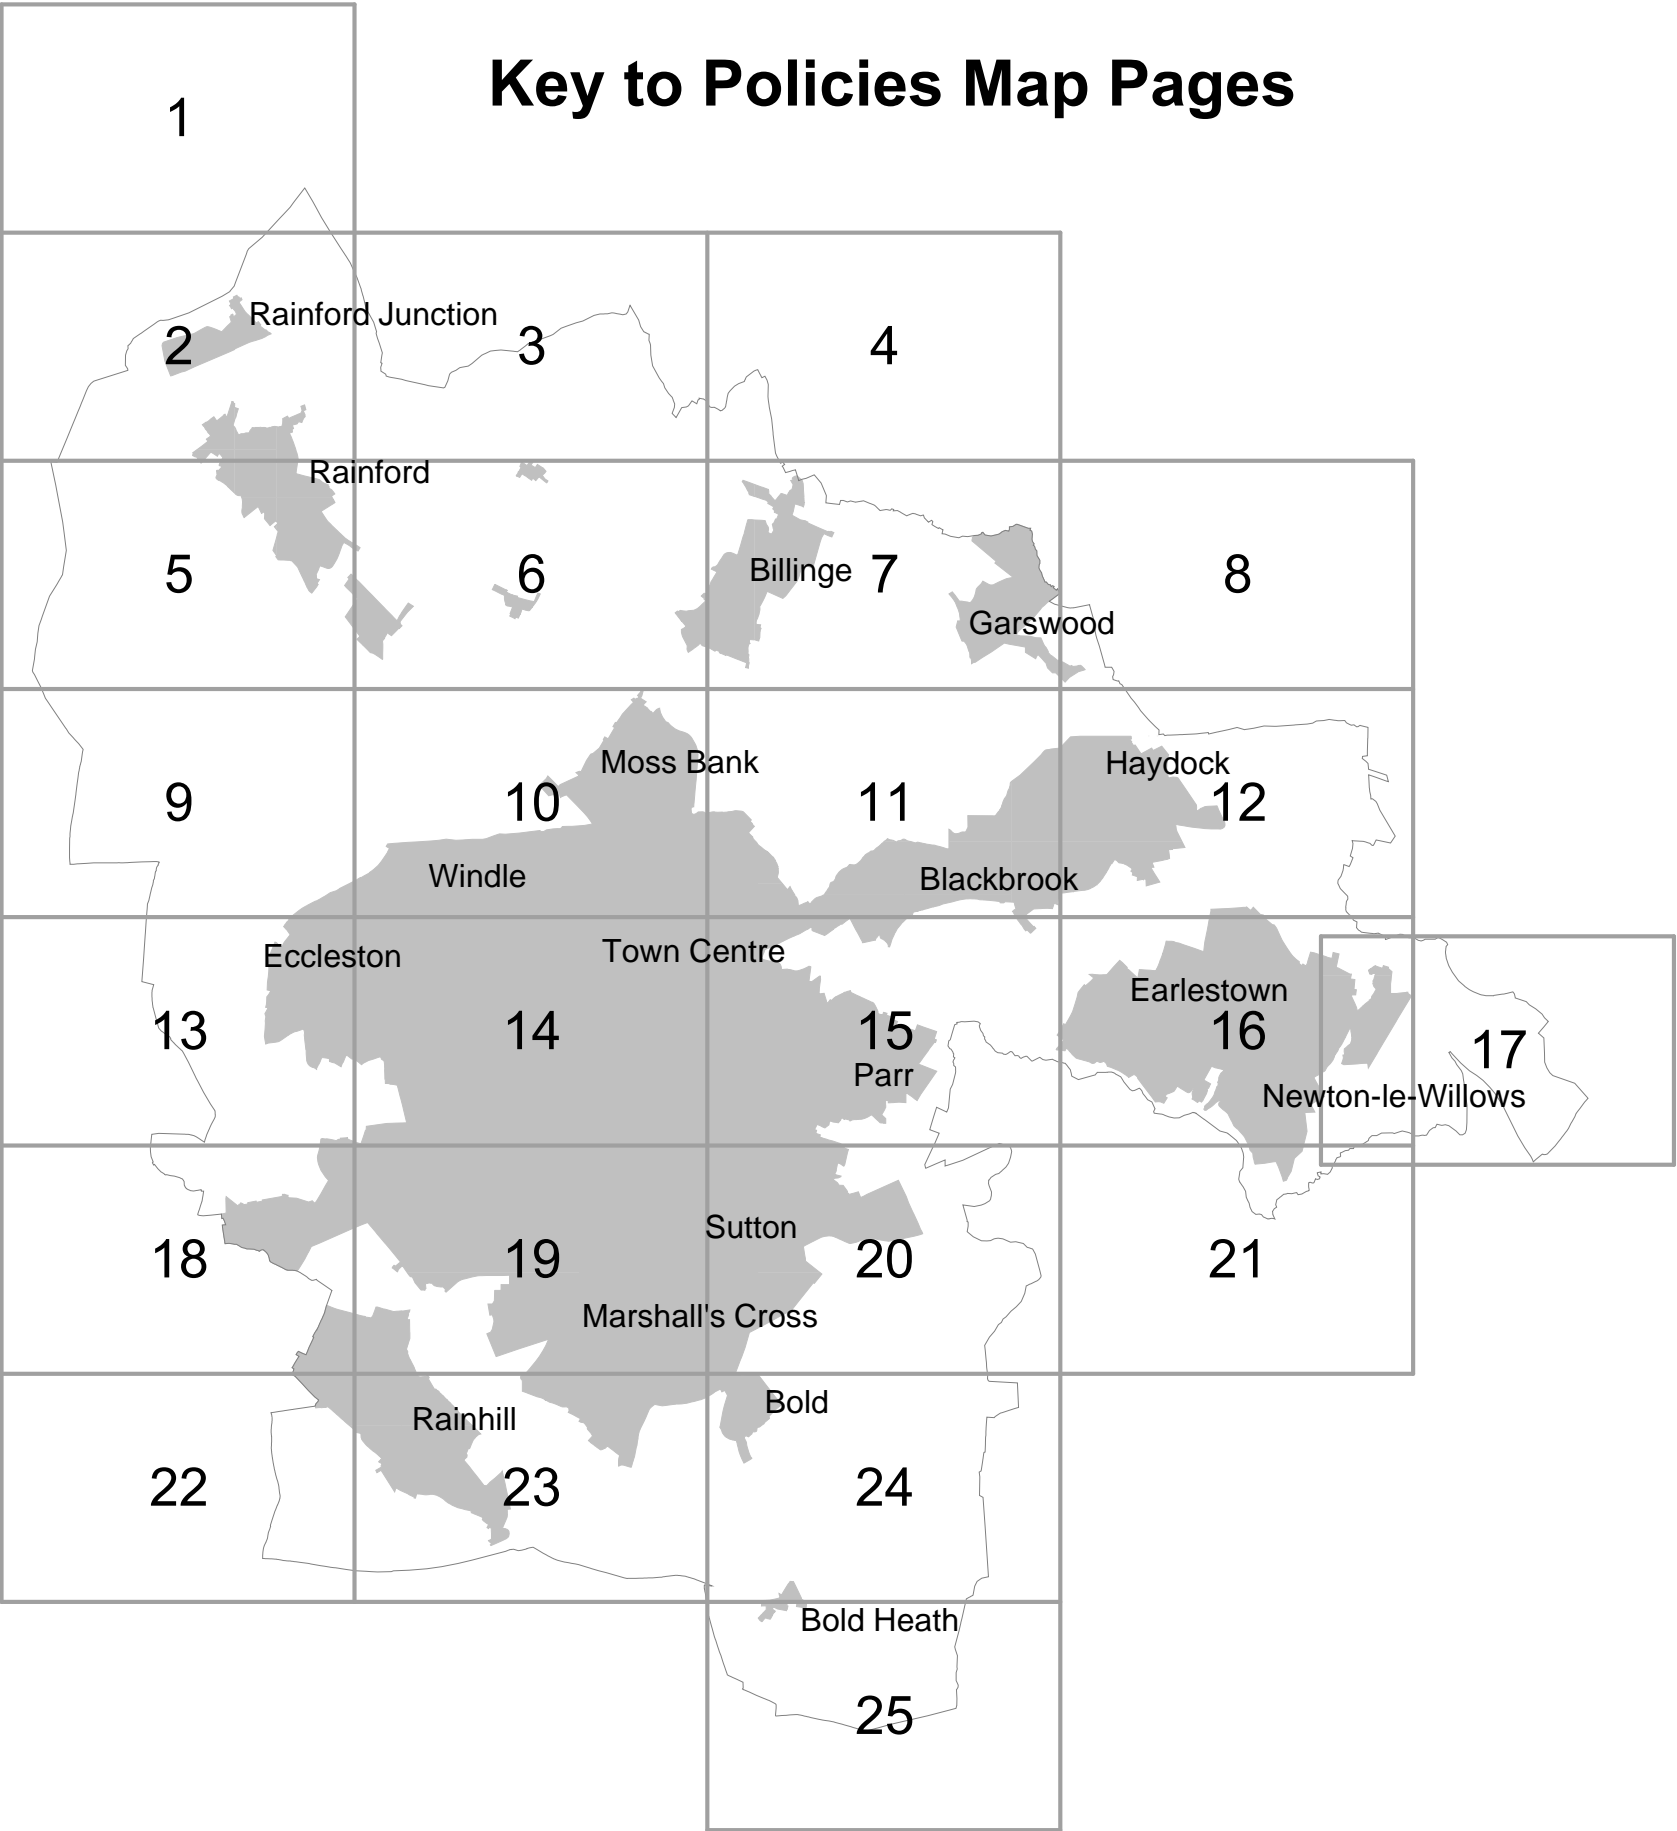 Key to Policies Map Pages
1
Rainford Junction
2
3
4
Rainford
5
6
Billinge
7
8
Garswood
Moss Bank
Haydock
9
10
11
12
Windle
Blackbrook
Eccleston
Town Centre
Earlestown
13
14
15
16
17
Parr
Newton-le-Willows
Sutton
18
19
20
21
Marshall's Cross
Bold
Rainhill
22
23
24
Bold Heath
25